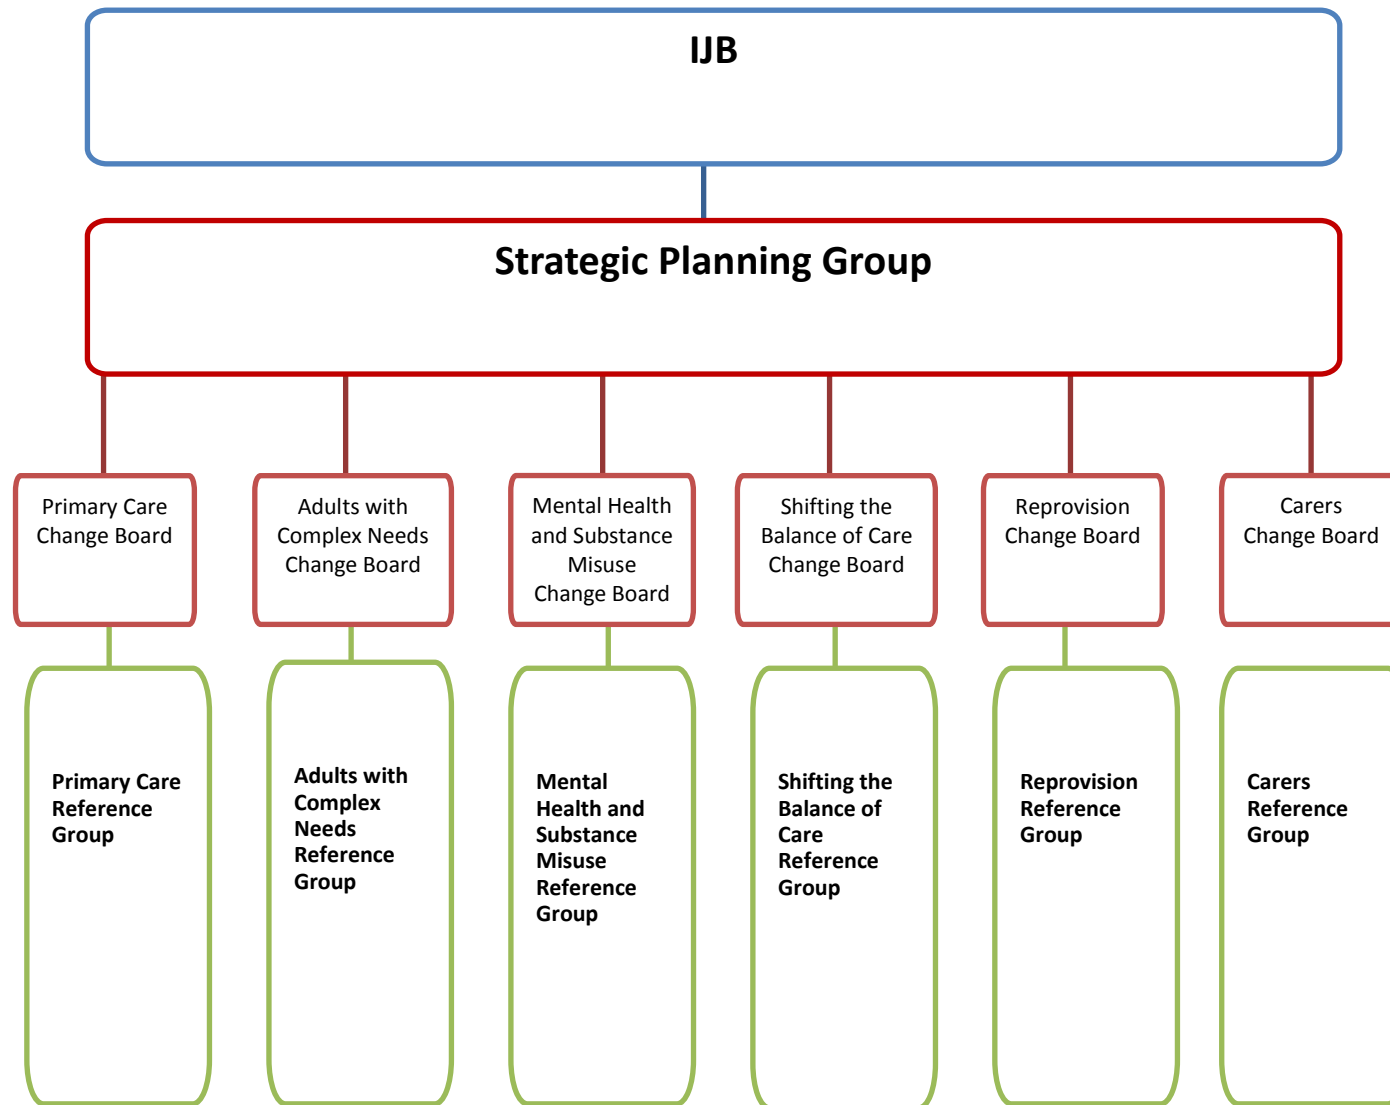 IJB
Strategic Planning Group
Primary Care
Change Board
Adults with
Complex Needs
Change Board
Mental Health
and Substance
Misuse
Change Board
Shifting the
Balance of Care
Change Board
Reprovision
Change Board
Carers
Change Board
Primary Care
Reference
Group
Adults with
Complex
Needs
Reference
Group
Mental
Health and
Substance
Misuse
Reference
Group
Shifting the
Balance of
Care
Reference
Group
Reprovision
Reference
Group
Carers
Reference
Group